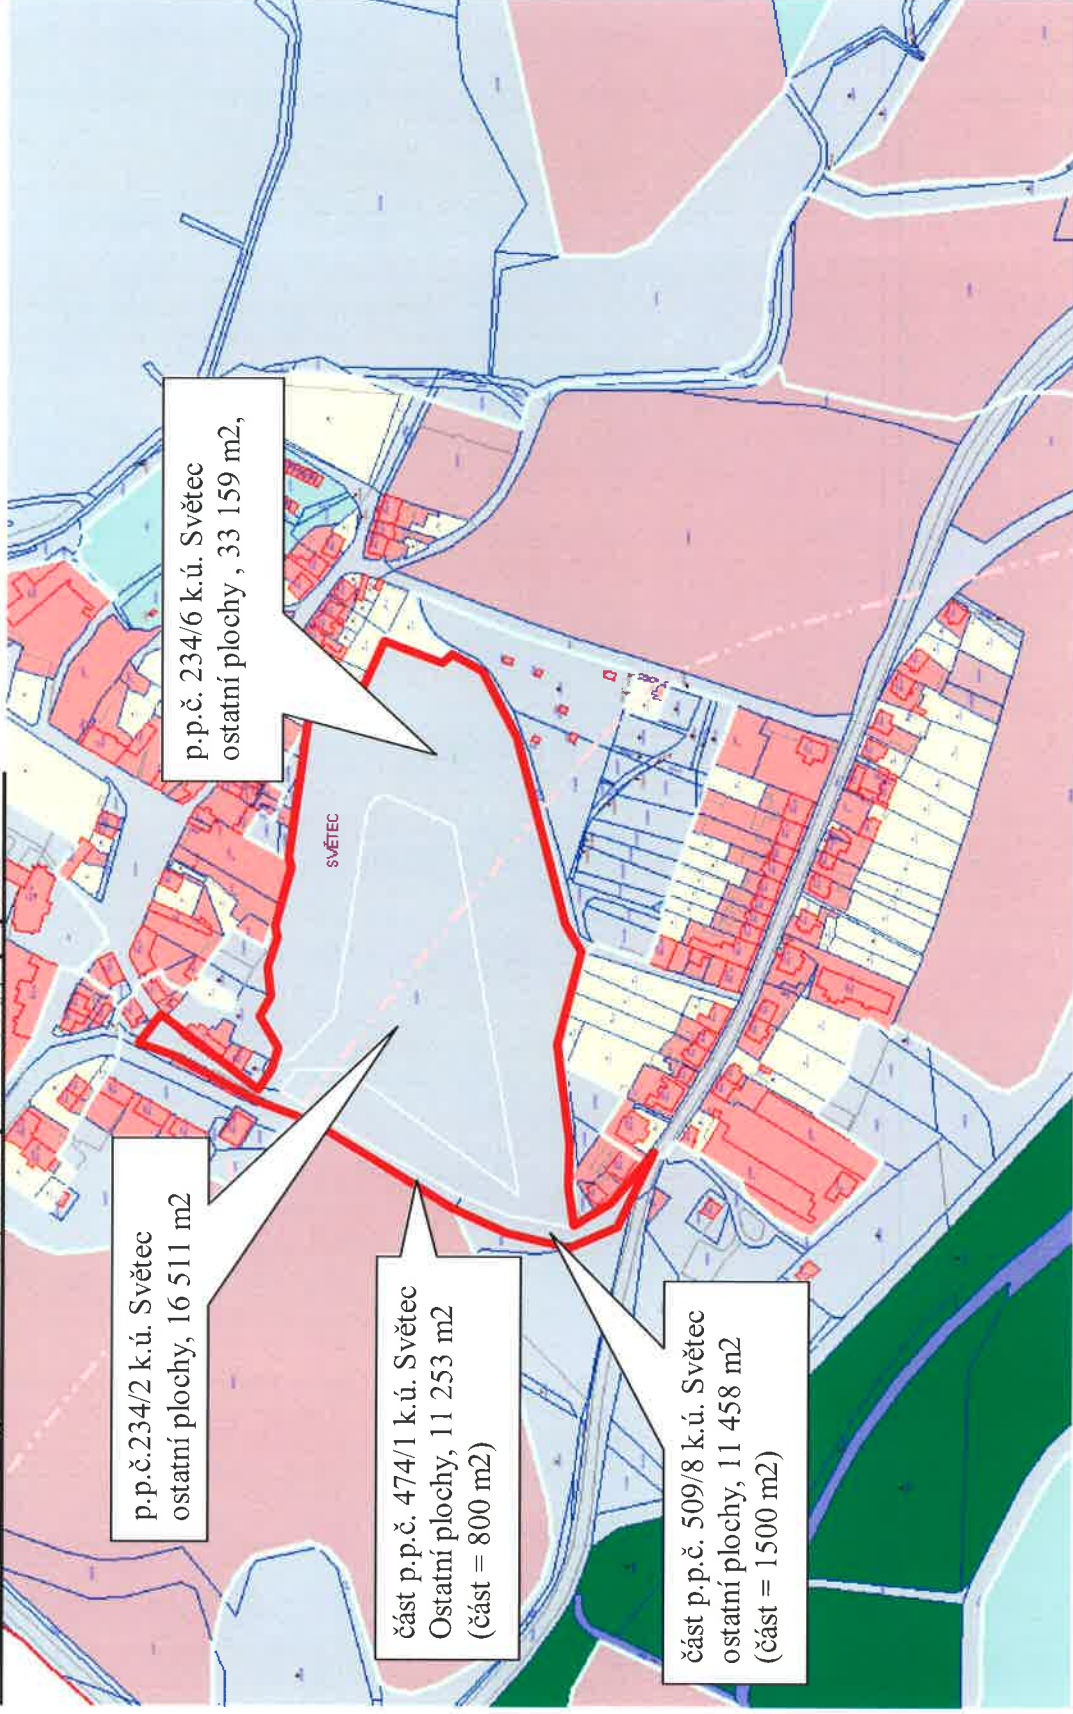 p.p.č. 234/6 k.ú. Světec
ostatní plochy , 33 159 m2,
SVĚTEC
p.p.č.234/2 k.ú. Světec
ostatní plochy, 16 511 m2
část p.p.č. 474/1 k.ú. Světec
Ostatní plochy, 11 253 m2
(část = 800 m2)
část p.p.č. 509/8 k.ú. Světec
ostatní plochy, 11 458 m2
(část = 1500 m2)